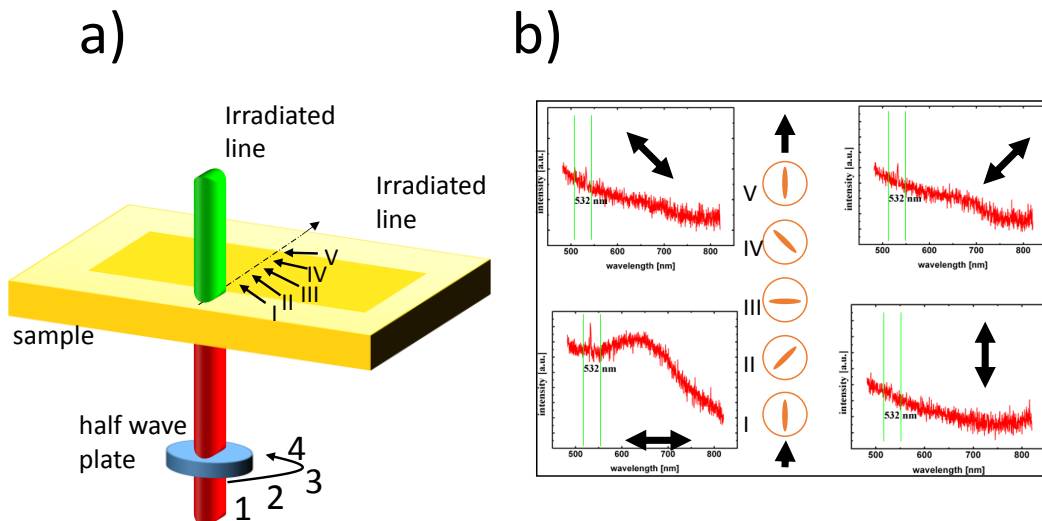 a)
Irradiated
line
Irradiated
line
V
IV
III
II
I
sample
half wave
plate
4
3
2
1
b)
intensity [a.u.]
532 nm
500 600 700 800
wavelength [nm]
intensity [a.u.]
532 nm
500 600 700 800
wavelength [nm]
V
IV
III
II
I
intensity [a.u.]
532 nm
500 600 700 800
wavelength [nm]
intensity [a.u.]
532 nm
500 600 700 800
wavelength [nm]